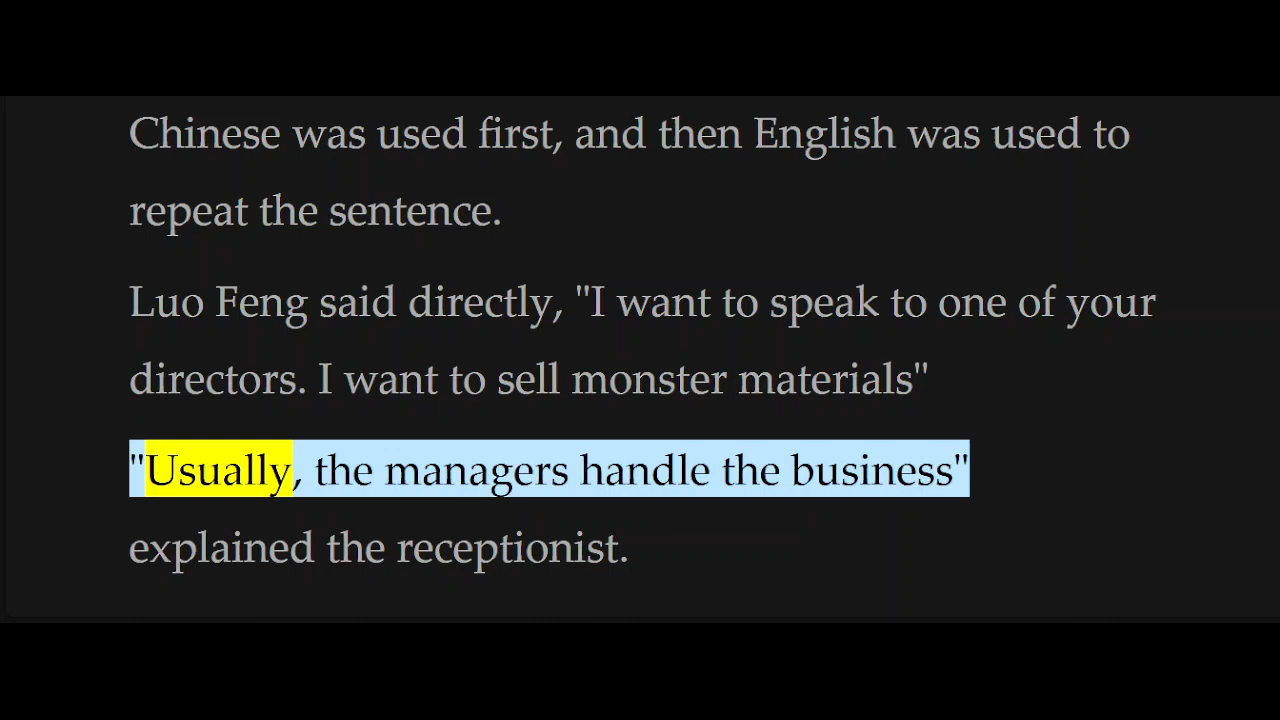 Chinese was used first, and then English was used to
repeat the sentence.
Luo Feng said directly, "I want to speak to one of your
directors. I want to sell monster materials"
"Usually, the managers handle the business"
explained the receptionist.